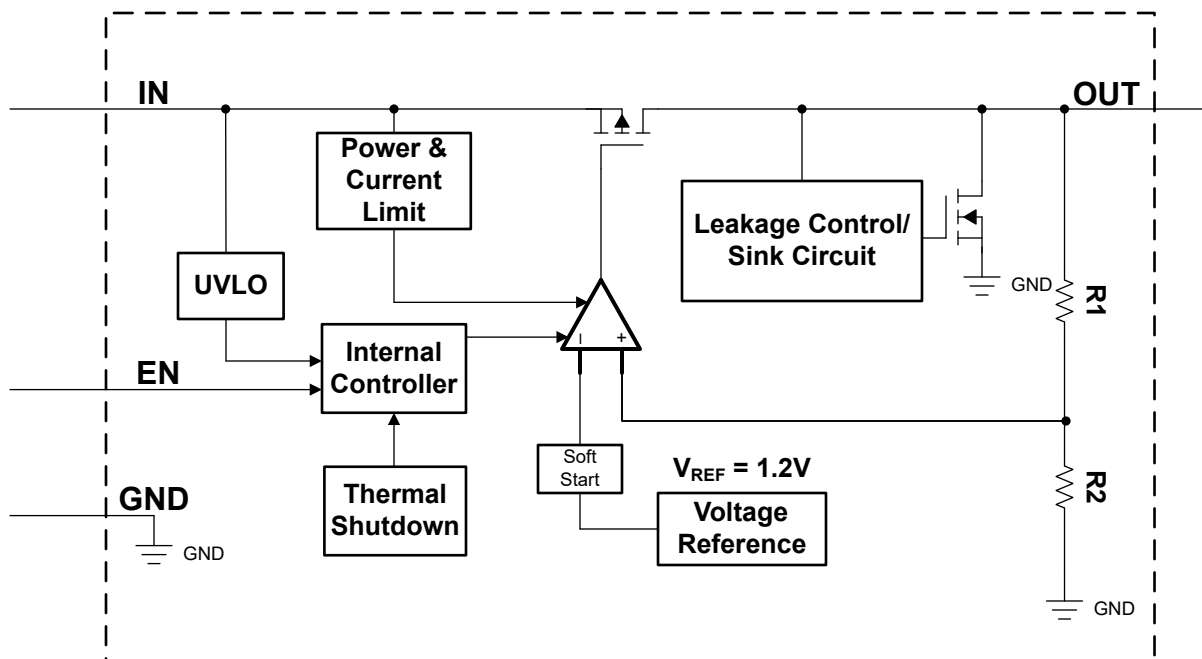 IN
OUT
Power &
Current
Limit
Leakage Control/
Sink Circuit
UVLO
GND
R1
Internal
Controller
EN
− +
Soft
Start
VREF = 1.2V
Voltage
Reference
R2
GND
Thermal
Shutdown
GND
GND